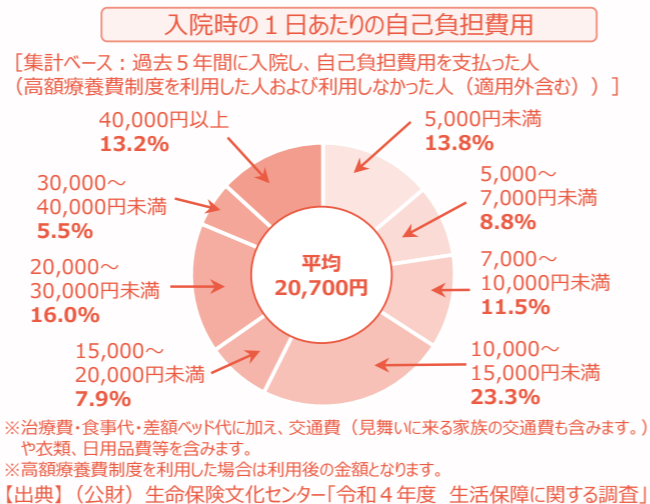 入院時の1日あたりの自己負担費用
[集計ベース：過去5年間に入院し、自己負担費用を支払った人
（高額療養費制度を利用した人および利用しなかった人（適用外含む））]
40,000円以上
13.2%
5,000円未満
13.8%
30,000～
40,000円未満
5.5%
5,000～
7,000円未満
8.8%
20,000～
30,000円未満
16.0%
平均
20,700円
7,000～
10,000円未満
11.5%
15,000～
20,000円未満
7.9%
10,000～
15,000円未満
23.3%
※治療費・食事代・差額ベッド代に加え、交通費（見舞いに来る家族の交通費も含みます。）
や衣類、日用品費等を含みます。
※高額療養費制度を利用した場合は利用後の金額となります。
【出典】（公財）生命保険文化センター「令和4年度 生活保障に関する調査」